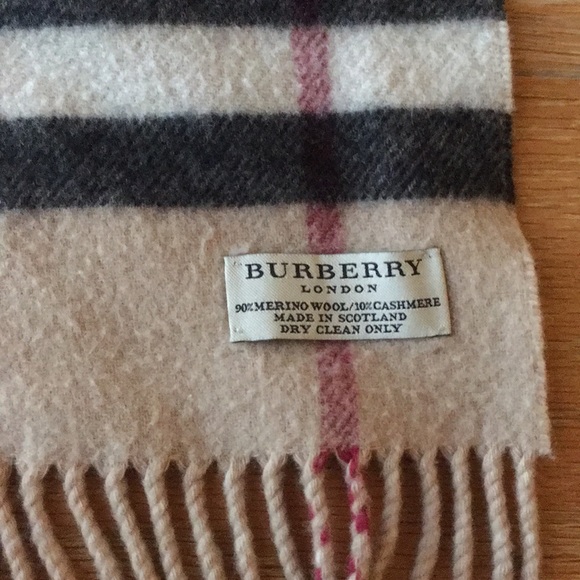 BURBERRY
LONDON
90% MERINO WOOL/10% CASHMERE
MADE IN SCOTLAND
DRY CLEAN ONLY